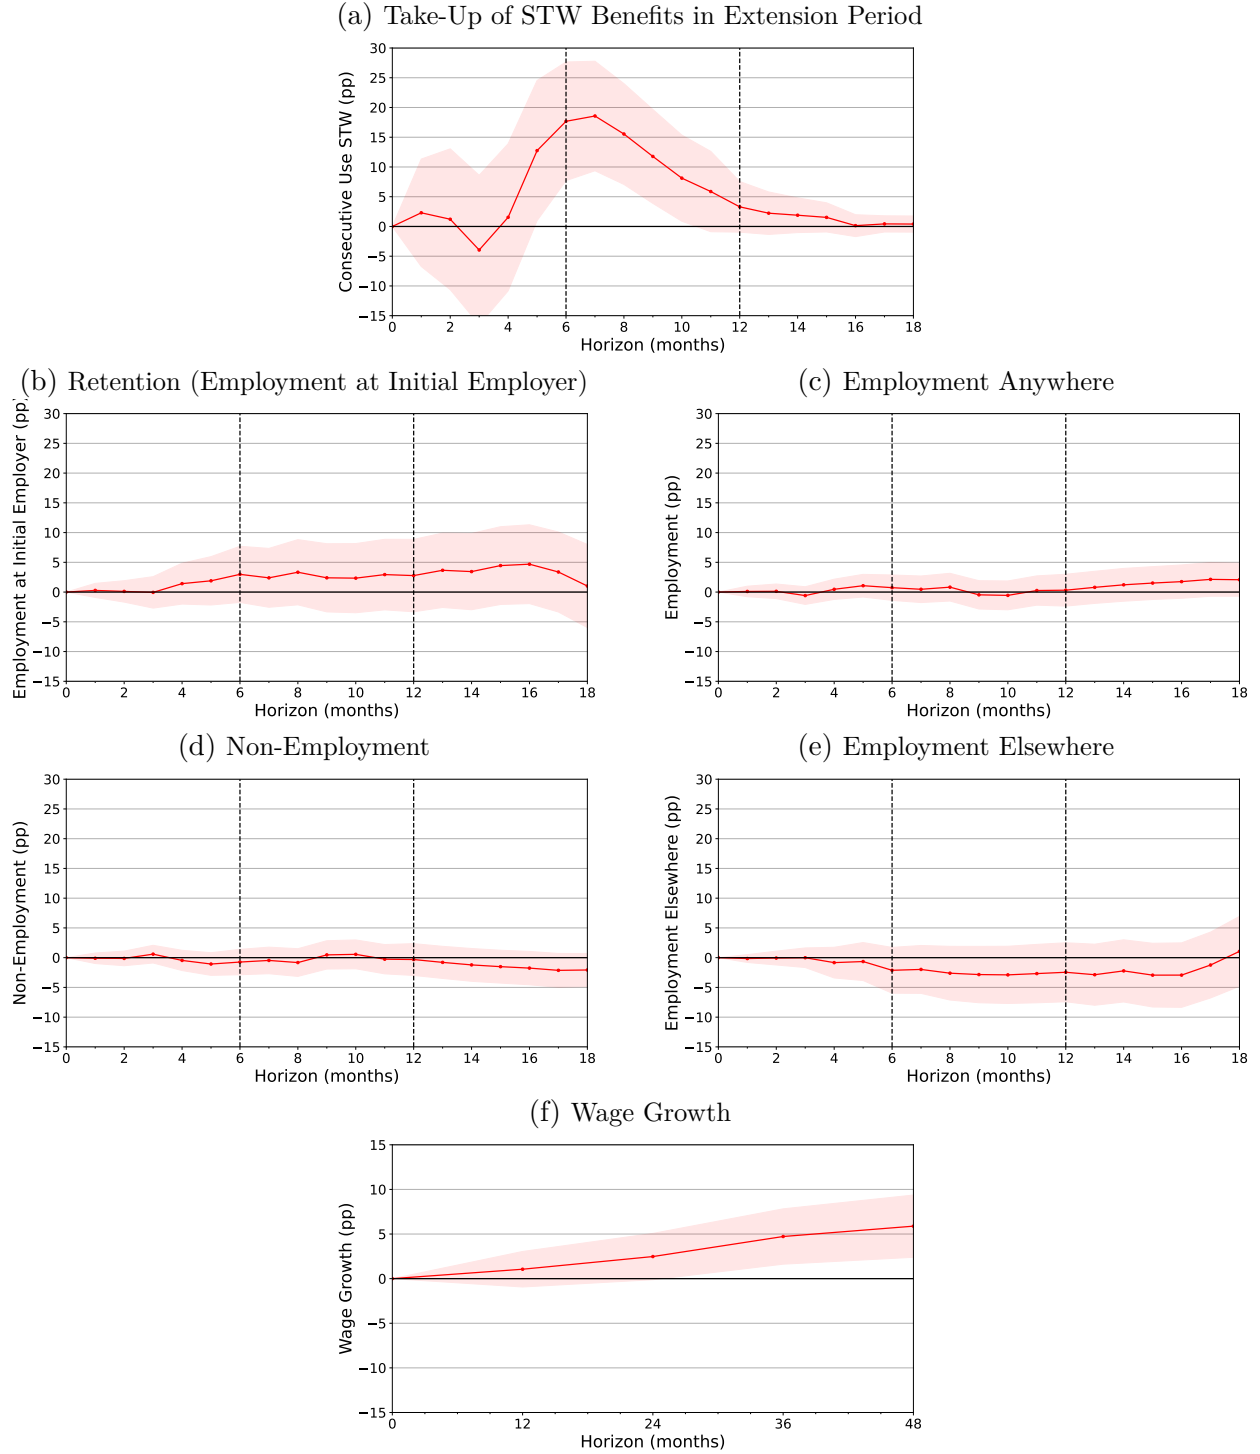 (a) Take-Up of STW Benefits in Extension Period
Consecutive Use STW (pp)
30
25
20
15
10
5
0
−5
−10
−15
0 2 4 6 8 10 12 14 16 18
Horizon (months)
(b) Retention (Employment at Initial Employer)
Employment at Initial Employer (pp)
30
25
20
15
10
5
0
−5
−10
−15
0 2 4 6 8 10 12 14 16 18
Horizon (months)
(c) Employment Anywhere
Employment (pp)
30
25
20
15
10
5
0
−5
−10
−15
0 2 4 6 8 10 12 14 16 18
Horizon (months)
(d) Non-Employment
Non-Employment (pp)
30
25
20
15
10
5
0
−5
−10
−15
0 2 4 6 8 10 12 14 16 18
Horizon (months)
(e) Employment Elsewhere
Employment Elsewhere (pp)
30
25
20
15
10
5
0
−5
−10
−15
0 2 4 6 8 10 12 14 16 18
Horizon (months)
(f) Wage Growth
Wage Growth (pp)
15
10
5
0
−5
−10
−15
0 12 24 36 48
Horizon (months)